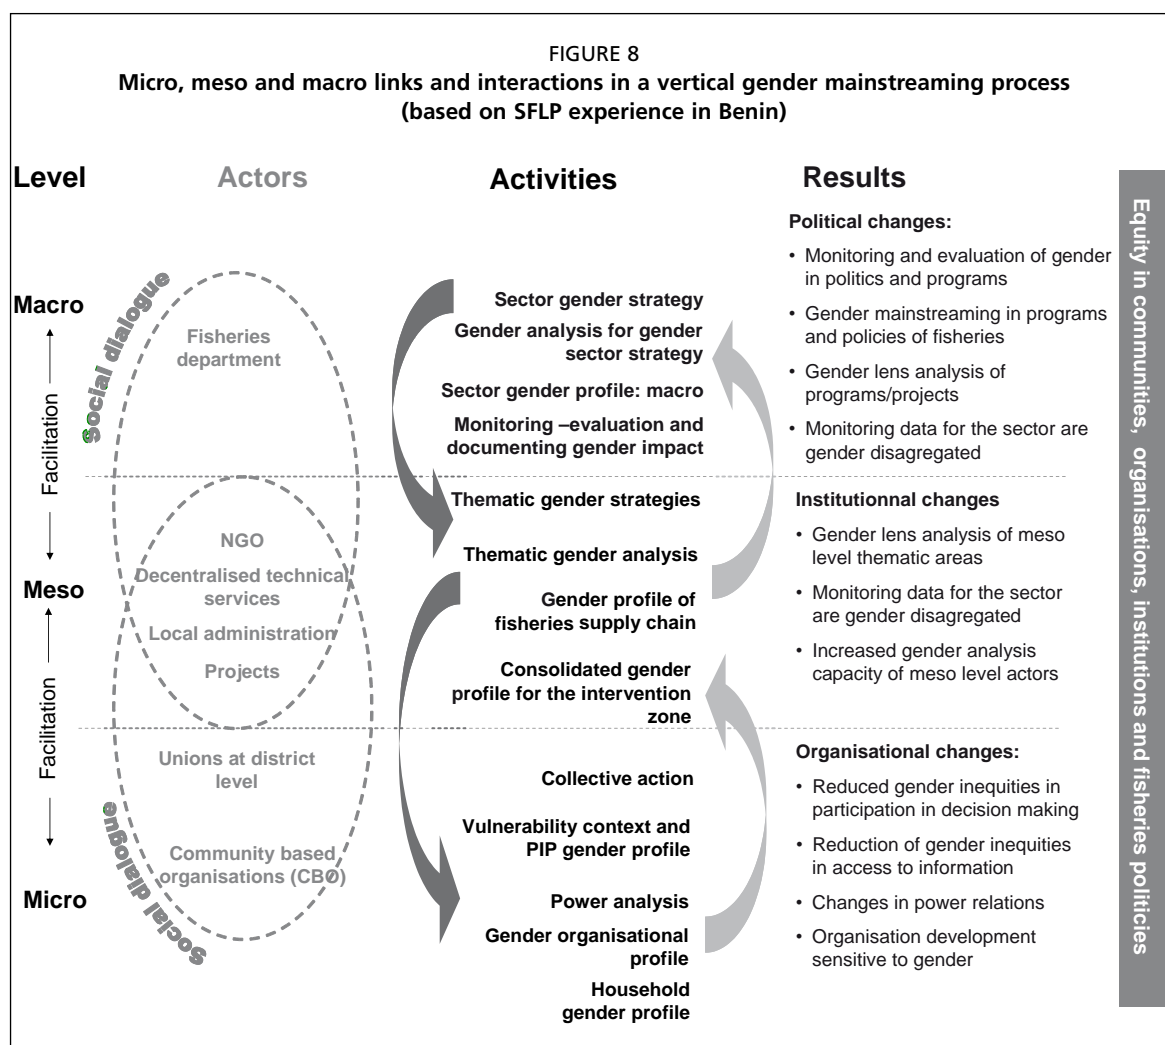 FIGURE 8
Micro, meso and macro links and interactions in a vertical gender mainstreaming process
(based on SFLP experience in Benin)
Level
Actors
Activities
Results
Macro
Facilitation
Meso
Facilitation
Micro
Social dialogue
Fisheries
department
NGO
Decentralised technical
services
Local administration
Projects
Unions at district
level
Community based
organisations (CBO)
Social dialogue
Sector gender strategy
Gender analysis for gender
sector strategy
Sector gender profile: macro
Monitoring –evaluation and
documenting gender impact
Thematic gender strategies
Thematic gender analysis
Gender profile of
fisheries supply chain
Consolidated gender
profile for the intervention
zone
Collective action
Vulnerability context and
PIP gender profile
Power analysis
Gender organisational
profile
Household
gender profile
Political changes:
• Monitoring and evaluation of gender
in politics and programs
• Gender mainstreaming in programs
and policies of fisheries
• Gender lens analysis of
programs/projects
• Monitoring data for the sector are
gender disagregated
Institutionnal changes
• Gender lens analysis of meso
level thematic areas
• Monitoring data for the sector
are gender disagregated
• Increased gender analysis
capacity of meso level actors
Organisational changes:
• Reduced gender inequities in
participation in decision making
• Reduction of gender inequities
in access to information
• Changes in power relations
• Organisation development
sensitive to gender
Equity in communities, organisations, institutions and fisheries politicies